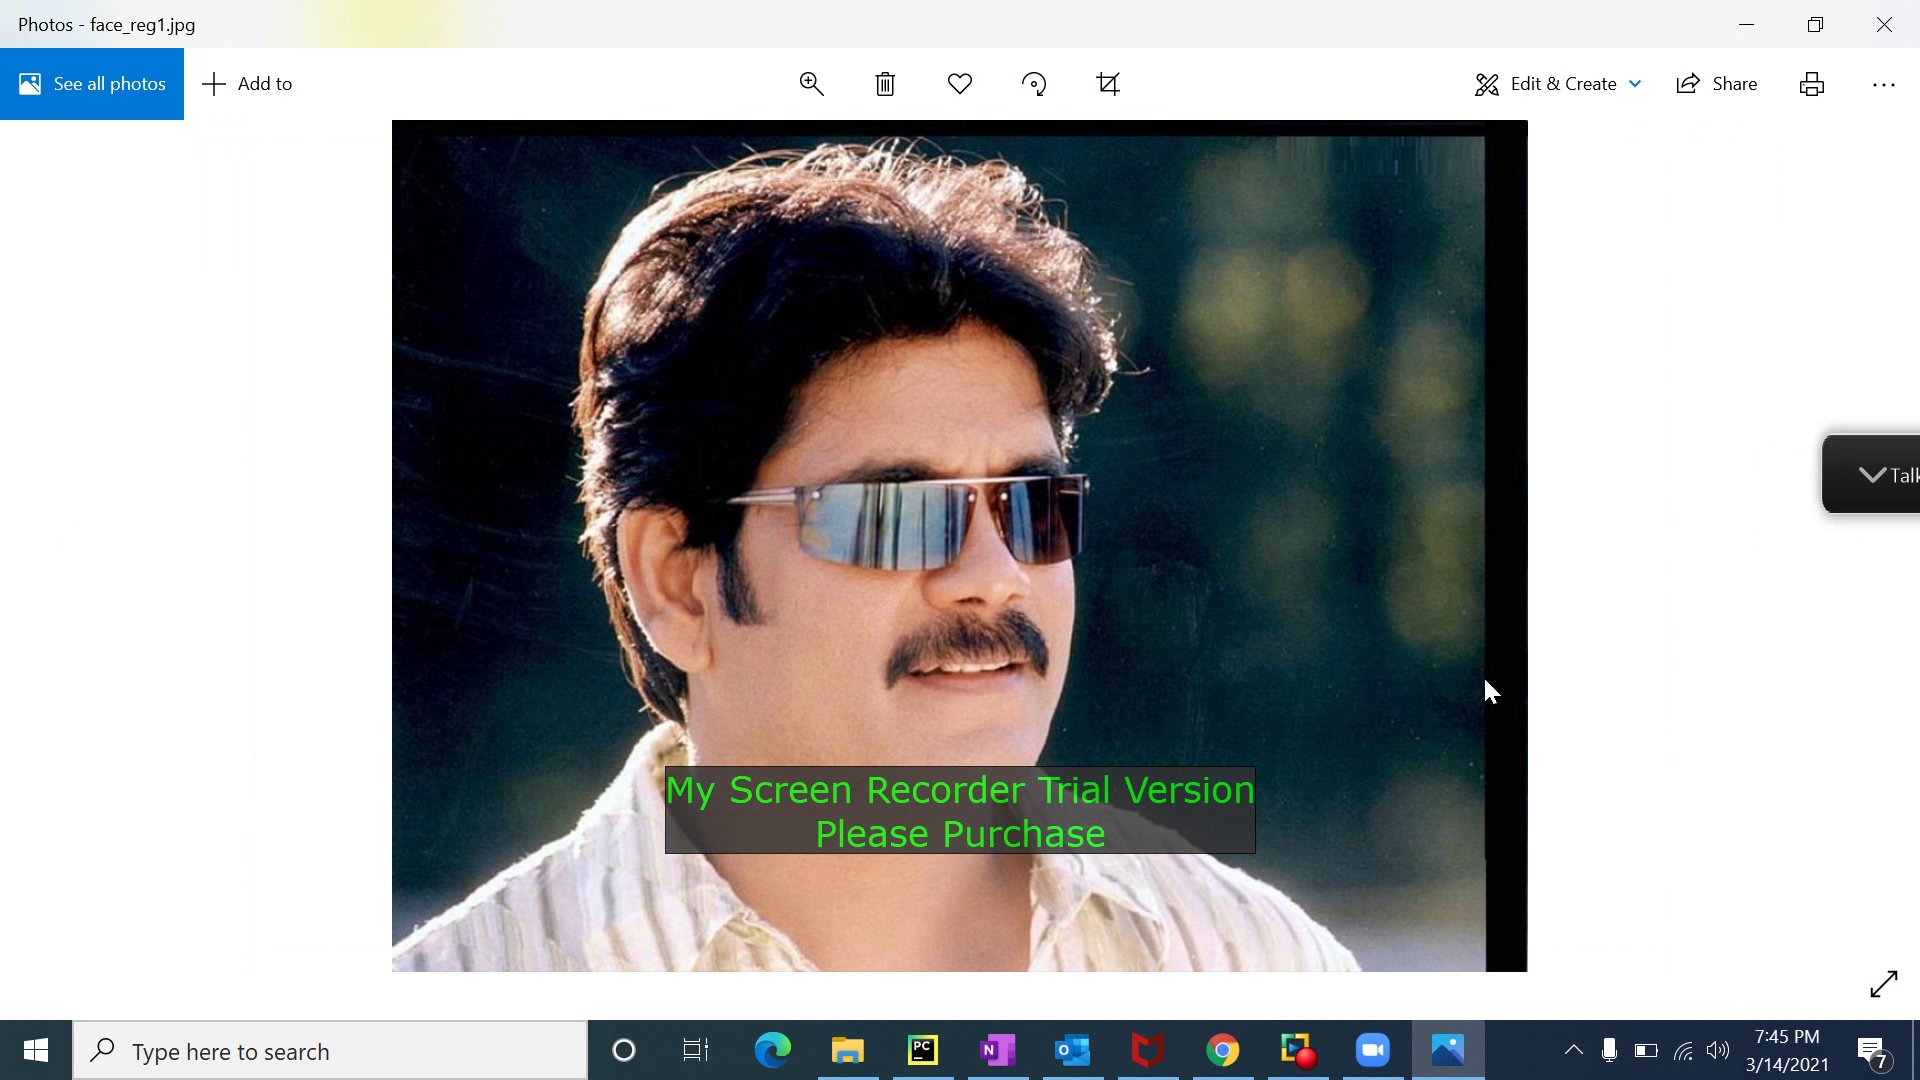 Photos - face_reg1.jpg
See all photos
Add to
Edit & Create
Share
Talk
My Screen Recorder Trial Version
Please Purchase
Type here to search
PC
N
O
7:45 PM
3/14/2021
7